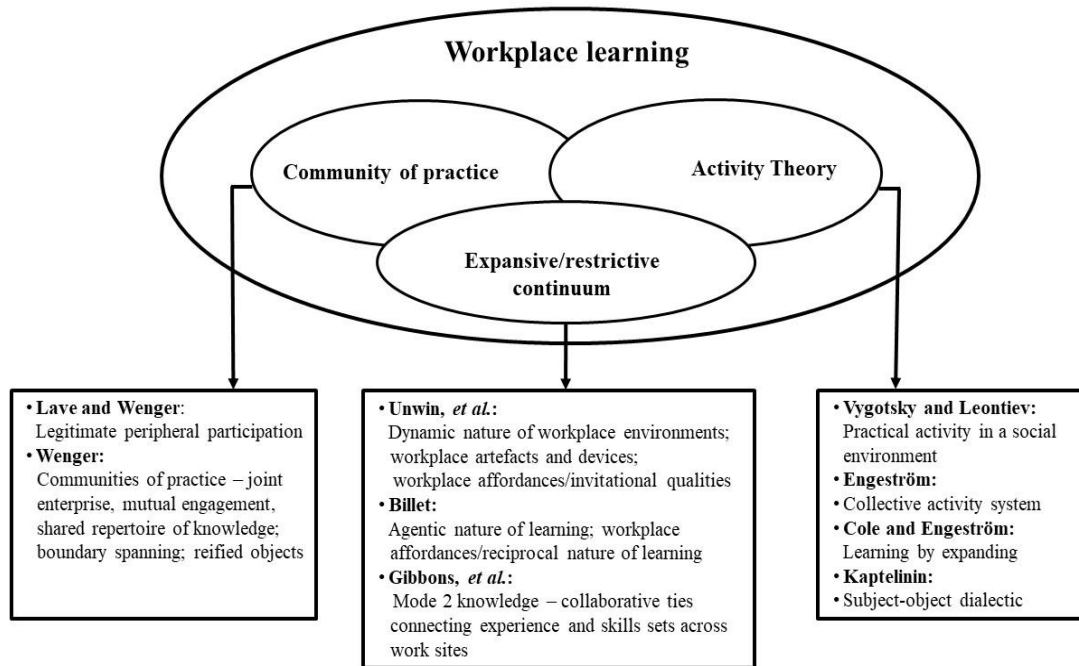 Workplace learning
Community of practice
Activity Theory
Expansive/restrictive
continuum
• Lave and Wenger:
Legitimate peripheral participation
• Wenger:
Communities of practice – joint
enterprise, mutual engagement,
shared repertoire of knowledge;
boundary spanning; reified objects
• Unwin, et al.:
Dynamic nature of workplace environments;
workplace artefacts and devices;
workplace affordances/invitational qualities
• Billet:
Agentic nature of learning; workplace
affordances/reciprocal nature of learning
• Gibbons, et al.:
Mode 2 knowledge – collaborative ties
connecting experience and skills sets across
work sites
• Vygotsky and Leontiev:
Practical activity in a social
environment
• Engeström:
• Collective activity system
• Cole and Engeström:
Learning by expanding
• Kaptelinin:
• Subject-object dialectic